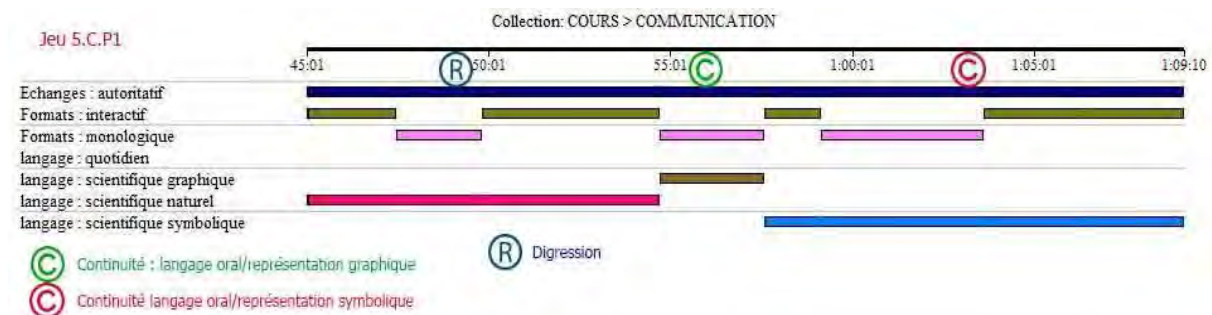 Collection: COURS > COMMUNICATION
Jeu 5.C.P1
45:01 R 50:01 55:01 C 1:00:01 C 1:05:01 1:09:10
Echanges : autoritatif
Formats : interactif
Formats : monologique
langage : quotidien
langage : scientifique graphique
langage : scientifique naturel
langage : scientifique symbolique
C Continuité : langage oral/représentation graphique R Digression
C Continuité langage oral/représentation symbolique